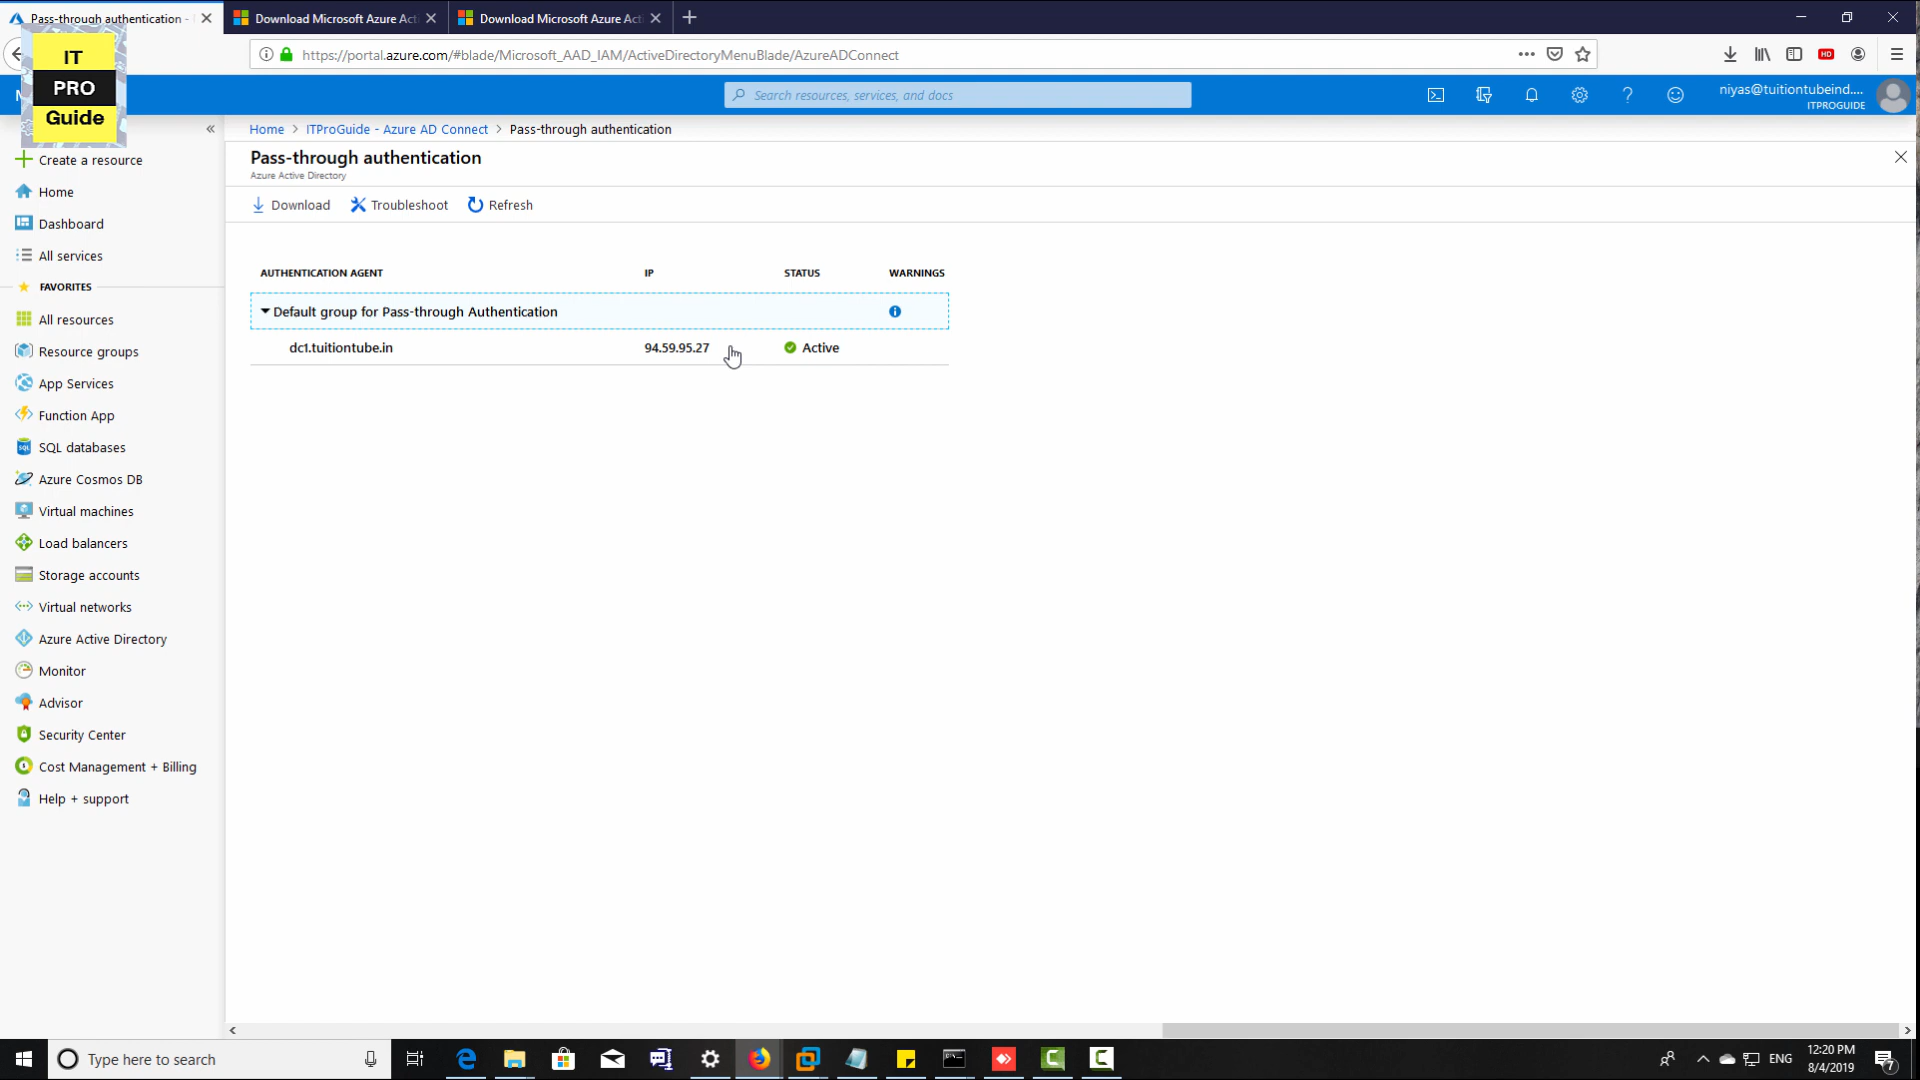 Pass-through authentication -
Download Microsoft Azure Act
Download Microsoft Azure Act
IT
PRO
Guide
https://portal.azure.com/#blade/Microsoft_AAD_IAM/ActiveDirectoryMenuBlade/AzureADConnect
HD
Search resources, services, and docs
niyas@tuitiontubeind....
ITPROGUIDE
«
Home > ITProGuide - Azure AD Connect > Pass-through authentication
Pass-through authentication
Azure Active Directory
Download
Troubleshoot
Refresh
Create a resource
Home
Dashboard
All services
FAVORITES
All resources
Resource groups
App Services
Function App
SQL databases
Azure Cosmos DB
Virtual machines
Load balancers
Storage accounts
Virtual networks
Azure Active Directory
Monitor
Advisor
Security Center
Cost Management + Billing
Help + support
AUTHENTICATION AGENT IP STATUS WARNINGS
Default group for Pass-through Authentication
dc1.tuitiontube.in 94.59.95.27 Active
Type here to search
ENG
12:20 PM
8/4/2019
7